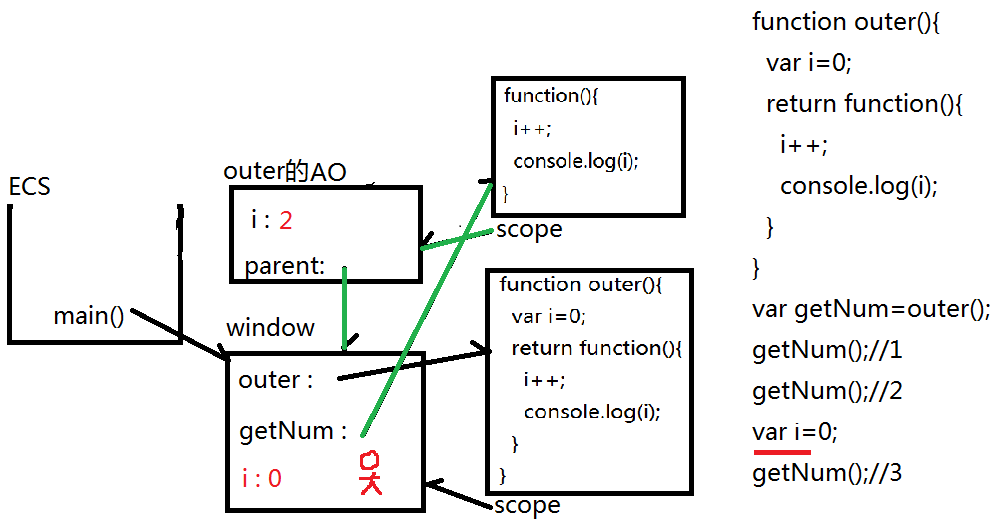 ECS
main()
outer的AO
i : 2
parent:
window
outer :
getNum :
i : 0
function(){
i++;
console.log(i);
}
scope
function outer(){
var i=0;
return function(){
i++;
console.log(i);
}
}
scope
function outer(){
var i=0;
return function(){
i++;
console.log(i);
}
}
var getNum=outer();
getNum();//1
getNum();//2
var i=0;
getNum();//3